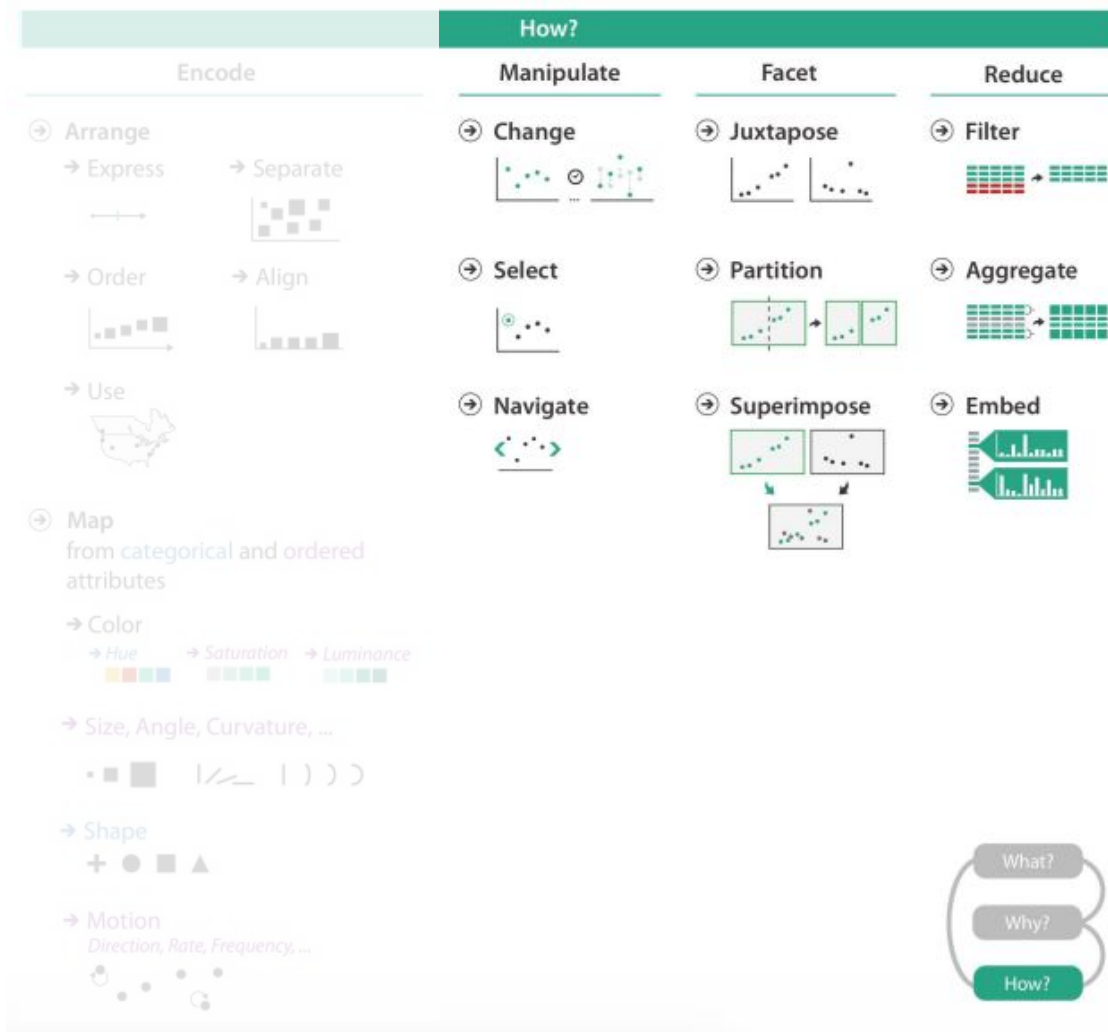 How?
Encode
Arrange
Express
Separate
Order
Align
Use
Map
from categorical and ordered
attributes
Color
Hue
Saturation
Luminance
Size, Angle, Curvature, ...
Shape
Motion
Direction, Rate, Frequency, ...
Manipulate
Change
...
Select
Navigate
Facet
Juxtapose
Partition
Superimpose
Reduce
Filter
Aggregate
Embed
What?
Why?
How?